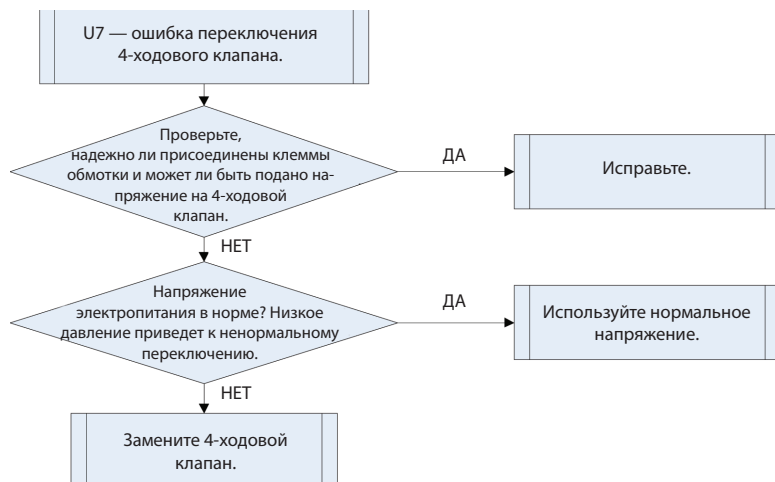 U7 — ошибка переключения
4-ходового клапана.
Проверьте,
надежно ли присоединены клеммы
обмотки и может ли быть подано на-
пряжение на 4-ходовой
клапан.
ДА
Исправьте.
НЕТ
Напряжение
электропитания в норме? Низкое
давление приведет к ненормальному
переключению.
ДА
Используйте нормальное
напряжение.
НЕТ
Замените 4-ходовой
клапан.